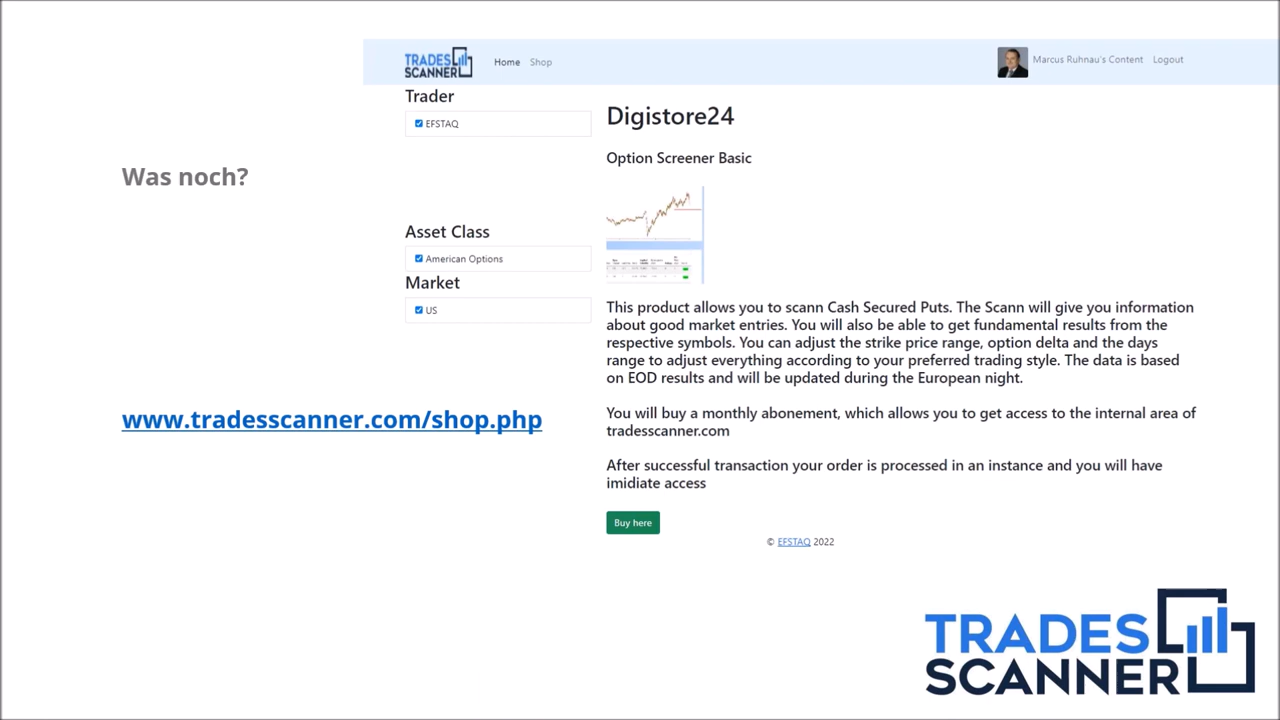 TRADES
SCANNER
Home
Shop
Marcus Ruhnau's Content
Logout
Trader
EFSTAQ
Was noch?
Asset Class
American Options
Market
US
www.tradesscanner.com/shop.php
Digistore24
Option Screener Basic
This product allows you to scann Cash Secured Puts. The Scann will give you information
about good market entries. You will also be able to get fundamental results from the
respective symbols. You can adjust the strike price range, option delta and the days
range to adjust everything according to your preferred trading style. The data is based
on EOD results and will be updated during the European night.
You will buy a monthly abonement, which allows you to get access to the internal area of
tradesscanner.com
After successful transaction your order is processed in an instance and you will have
imidiate access
Buy here
© EFSTAQ 2022
TRADES
SCANNER